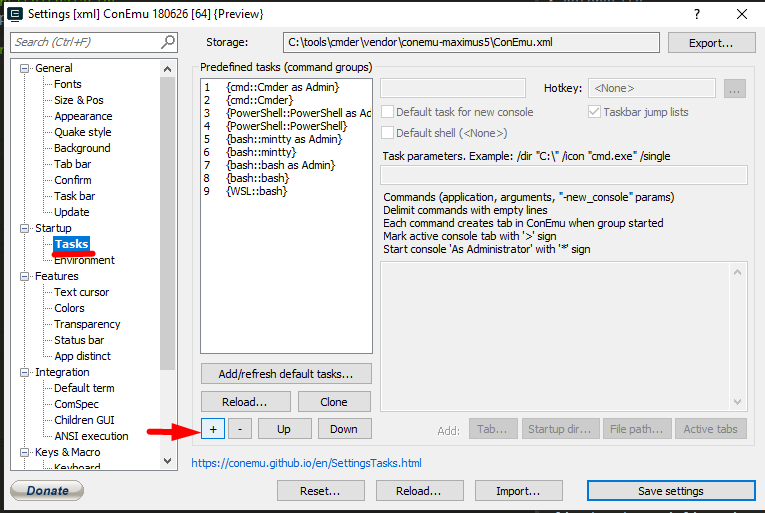 Settings [xml] ConEmu 180626 [64] {Preview}
?
Search (Ctrl+F)
Storage:
C:\tools\cmder\vendor\conemu-maximus5\ConEmu.xml
Export...
General
Fonts
Size & Pos
Appearance
Quake style
Background
Tab bar
Confirm
Task bar
Update
Startup
Tasks
Environment
Features
Text cursor
Colors
Transparency
Status bar
App distinct
Integration
Default term
ComSpec
Children GUI
ANSI execution
Keys & Macro
Keyboard
Predefined tasks (command groups)
1 {cmd::Cmder as Admin}
2 {cmd::Cmder}
3 {PowerShell::PowerShell as Ad
4 {PowerShell::PowerShell}
5 {bash::mintty as Admin}
6 {bash::mintty}
7 {bash::bash as Admin}
8 {bash::bash}
9 {WSL::bash}
Add/refresh default tasks...
Reload...
Clone
+
-
Up
Down
Hotkey:
<None>
...
Default task for new console
Taskbar jump lists
Default shell (<None>)
Task parameters. Example: /dir "C:\" /icon "cmd.exe" /single
Commands (application, arguments, "-new_console" params)
Delimit commands with empty lines
Each command creates tab in ConEmu when group started
Mark active console tab with '>' sign
Start console 'As Administrator' with '*' sign
Add:
Tab...
Startup dir...
File path...
Active tabs
https://conemu.github.io/en/SettingsTasks.html
Donate
Reset...
Reload...
Import...
Save settings